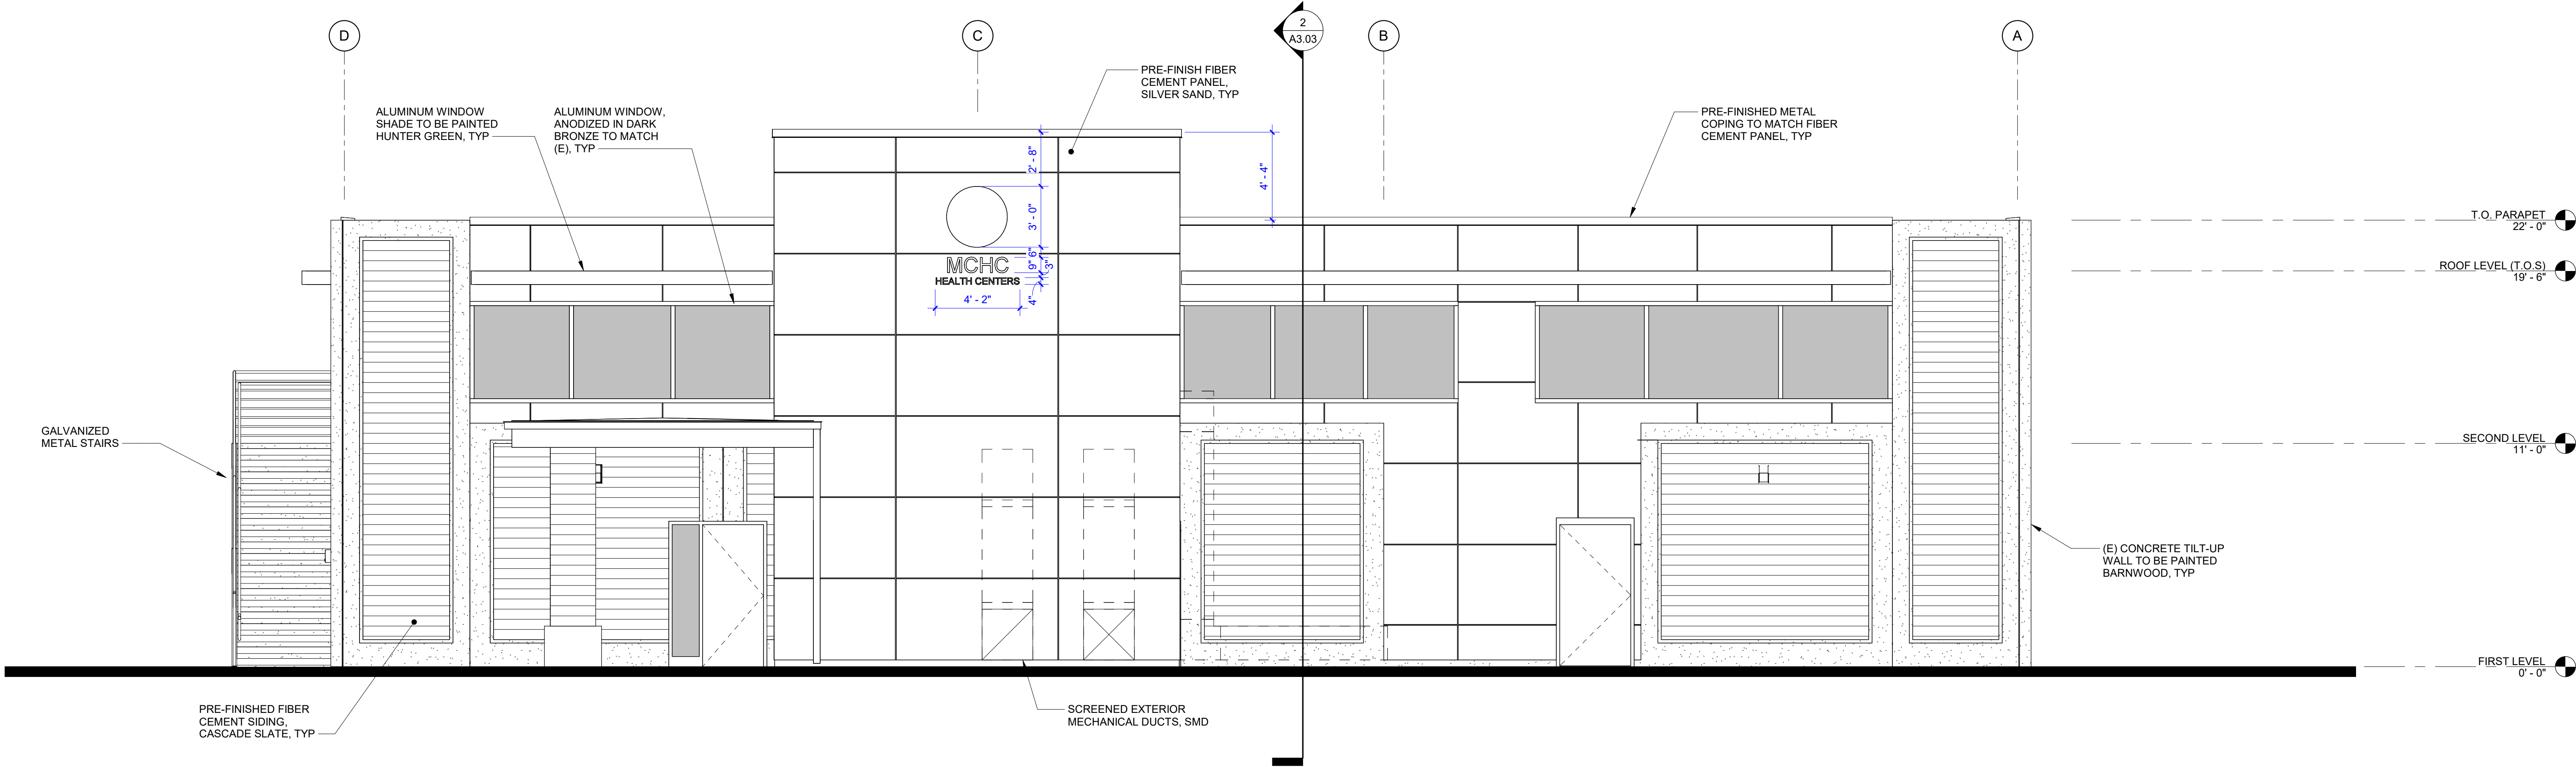 D
C
2
A3.03
B
A
PRE-FINISH FIBER
CEMENT PANEL,
SILVER SAND, TYP
ALUMINUM WINDOW
SHADE TO BE PAINTED
HUNTER GREEN, TYP
ALUMINUM WINDOW,
ANODIZED IN DARK
BRONZE TO MATCH
(E), TYP
PRE-FINISHED METAL
COPING TO MATCH FIBER
CEMENT PANEL, TYP
2' - 8"
4' - 4"
3' - 0"
6"
9"
3"
4"
4' - 2"
MCHC
HEALTH CENTERS
T.O. PARAPET
22' - 0"
ROOF LEVEL (T.O.S)
19' - 6"
GALVANIZED
METAL STAIRS
SECOND LEVEL
11' - 0"
(E) CONCRETE TILT-UP
WALL TO BE PAINTED
BARNWOOD, TYP
FIRST LEVEL
0' - 0"
PRE-FINISHED FIBER
CEMENT SIDING,
CASCADE SLATE, TYP
SCREENED EXTERIOR
MECHANICAL DUCTS, SMD